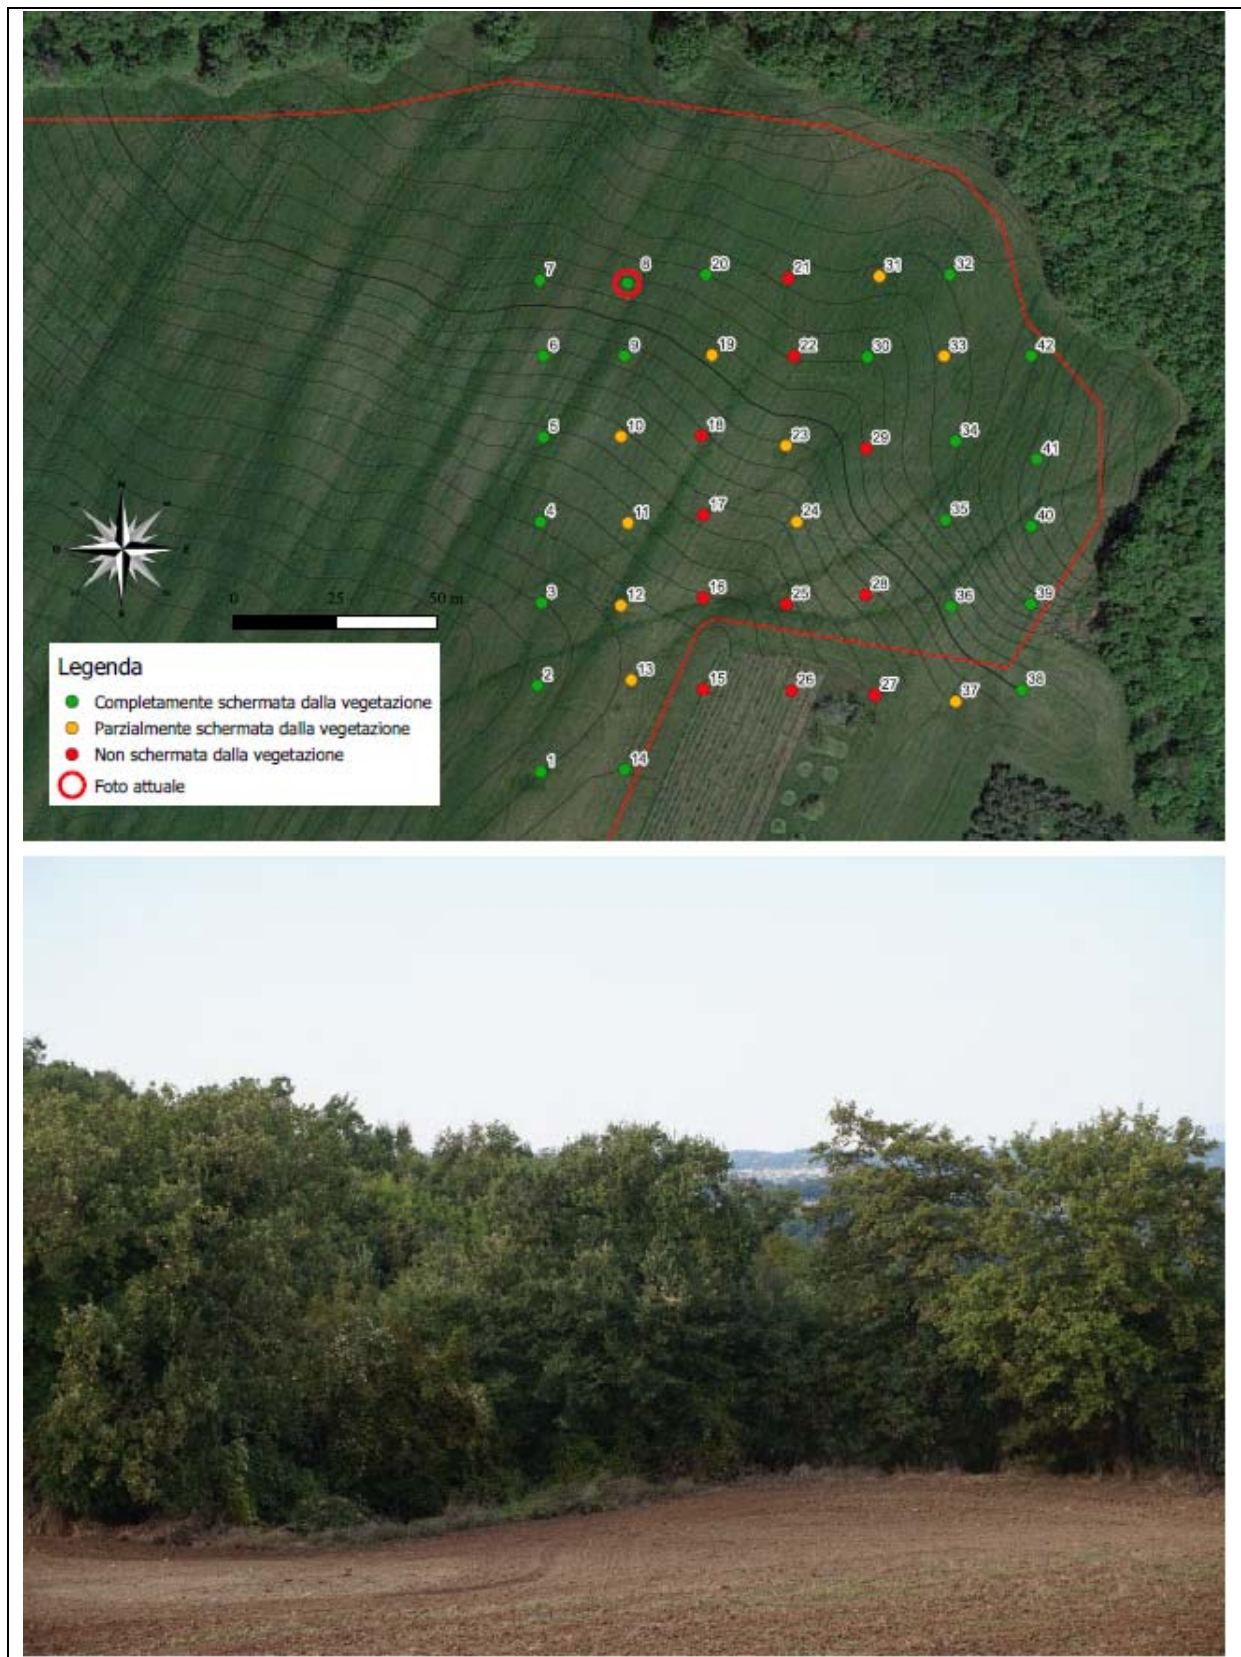 7 8 20 21 31 32
6 9 19 22 30 33 42
5 10 18 23 29 34 41
4 11 17 24 35 40
3 12 16 25 28 36 39
2 13 15 26 27 37 38
1 14
N
0 25 50 m
Legenda
Completamente schermata dalla vegetazione
Parzialmente schermata dalla vegetazione
Non schermata dalla vegetazione
Foto attuale